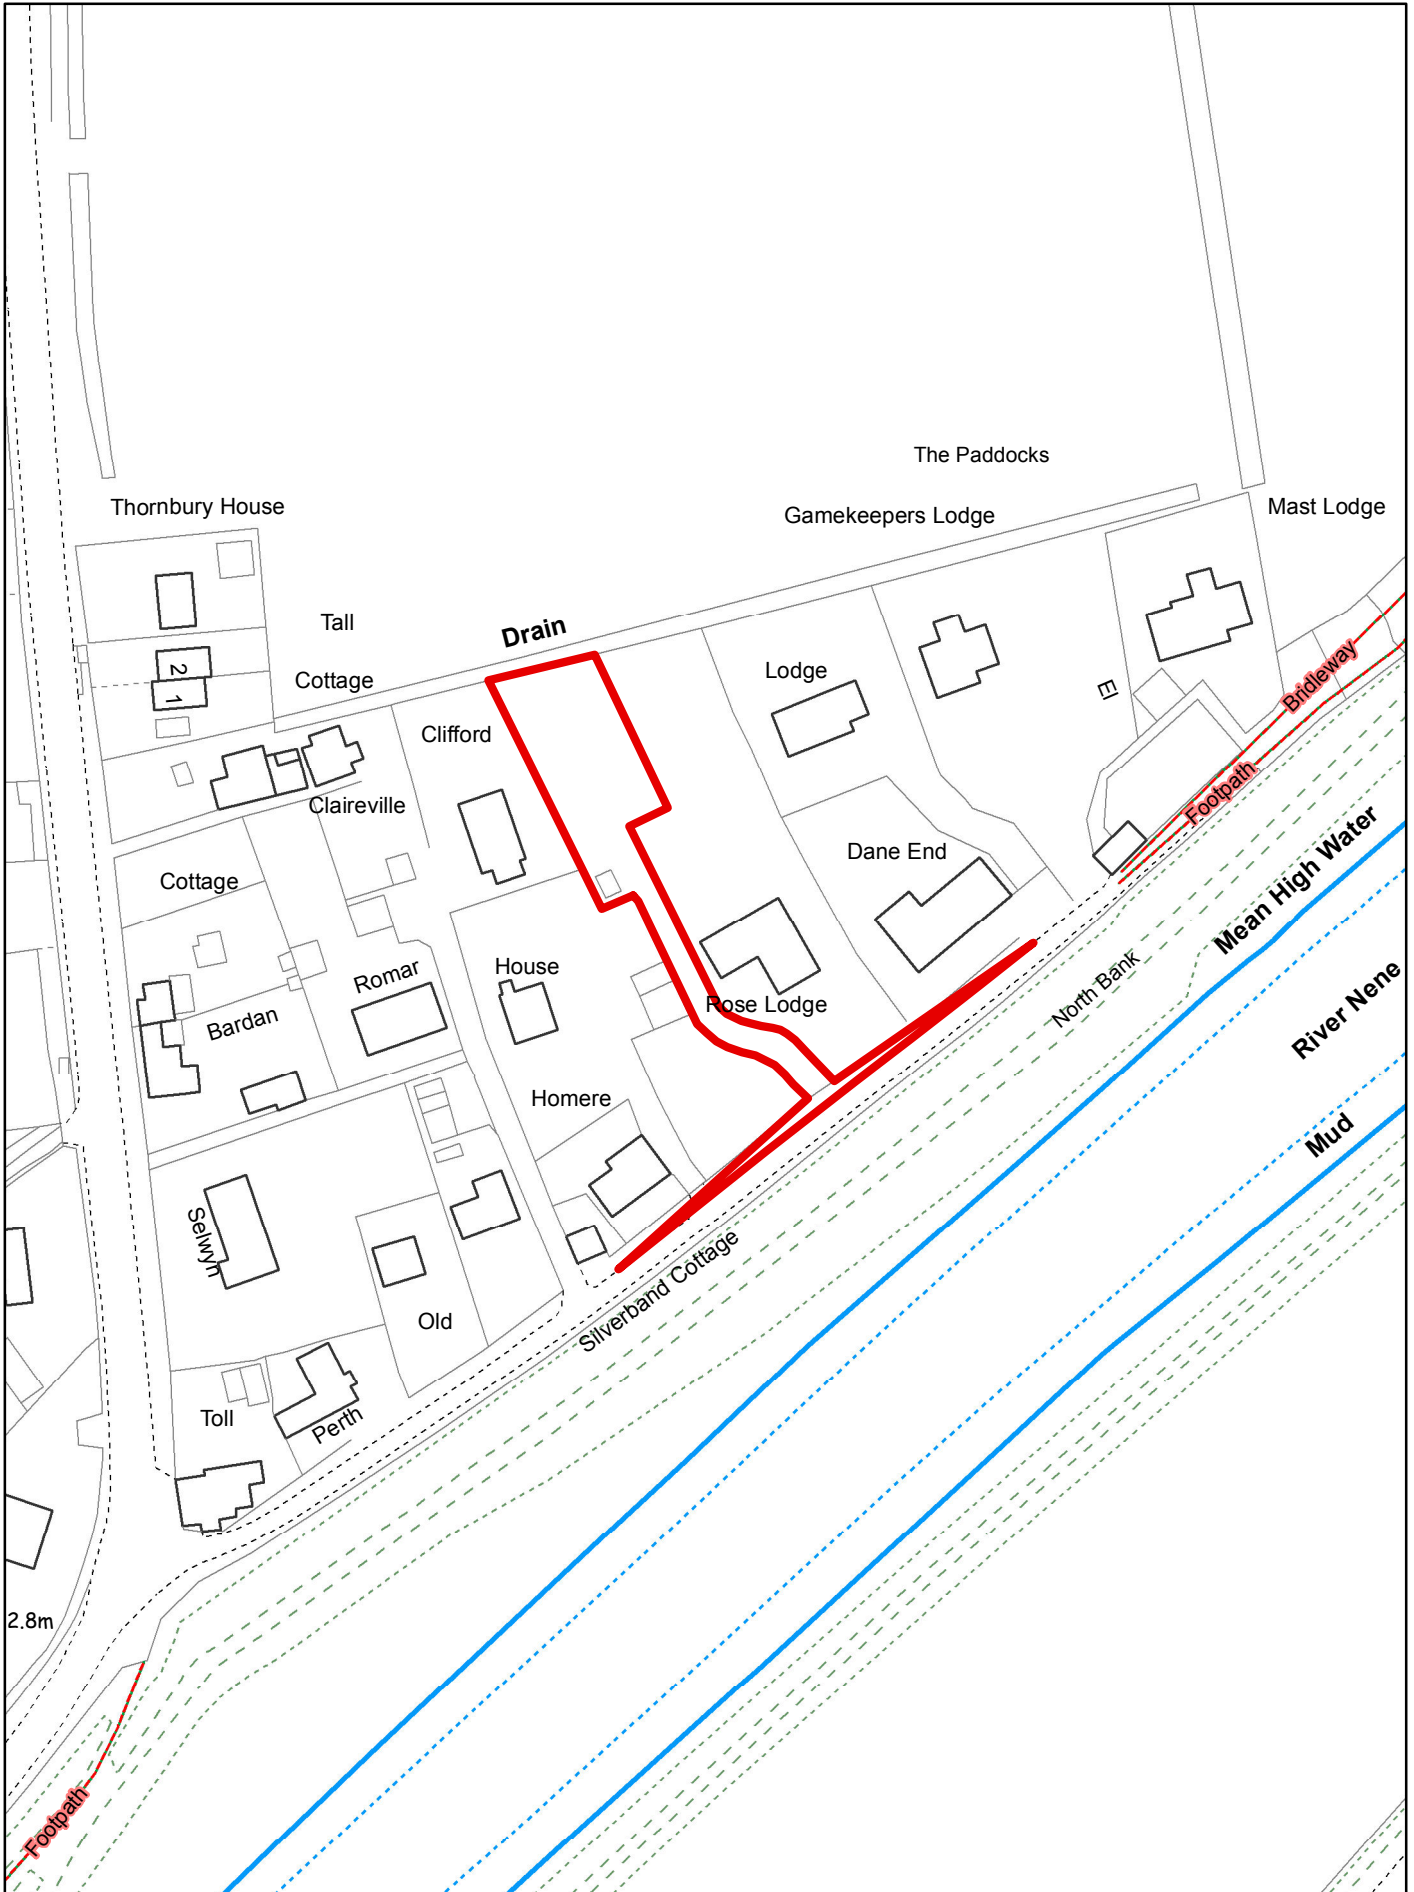 The Paddocks
Thornbury House
Gamekeepers Lodge
Mast Lodge
Tall
Drain
Cottage
Lodge
2
1
El
Bridleway
Clifford
Claireville
Footpath
Dane End
Mean High Water
Cottage
House
Romar
North Bank
Rose Lodge
River Nene
Bardan
Homere
Mud
Selwyn
Silverband Cottage
Old
Toll
Perth
2.8m
Footpath